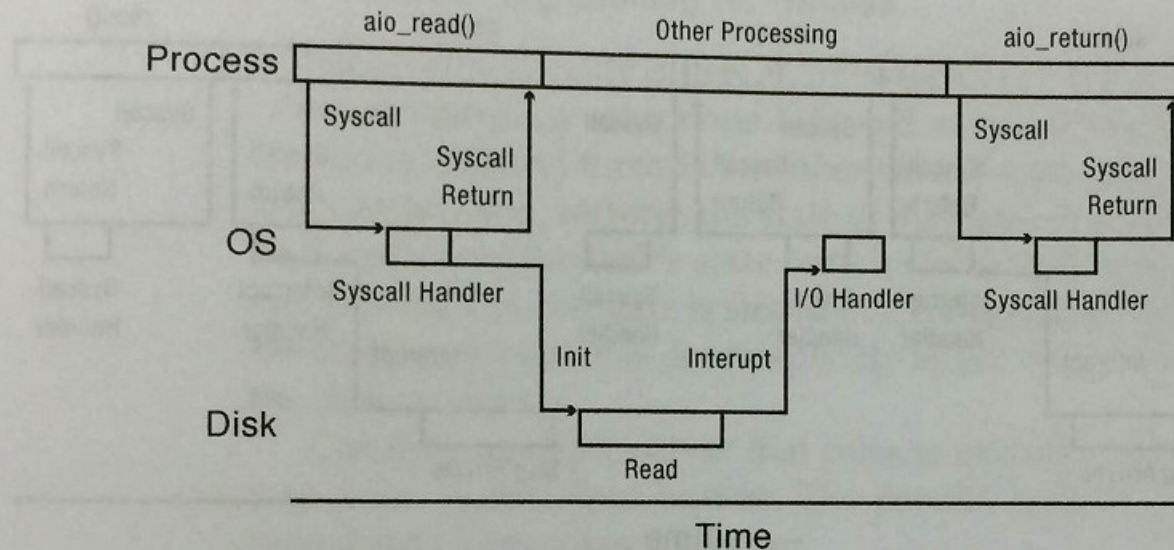 aio_read()
Other Processing
aio_return()
Process
Syscall
Syscall
Return
Syscall
Syscall
Return
OS
Syscall Handler
I/O Handler
Syscall Handler
Init
Interupt
Disk
Read
Time